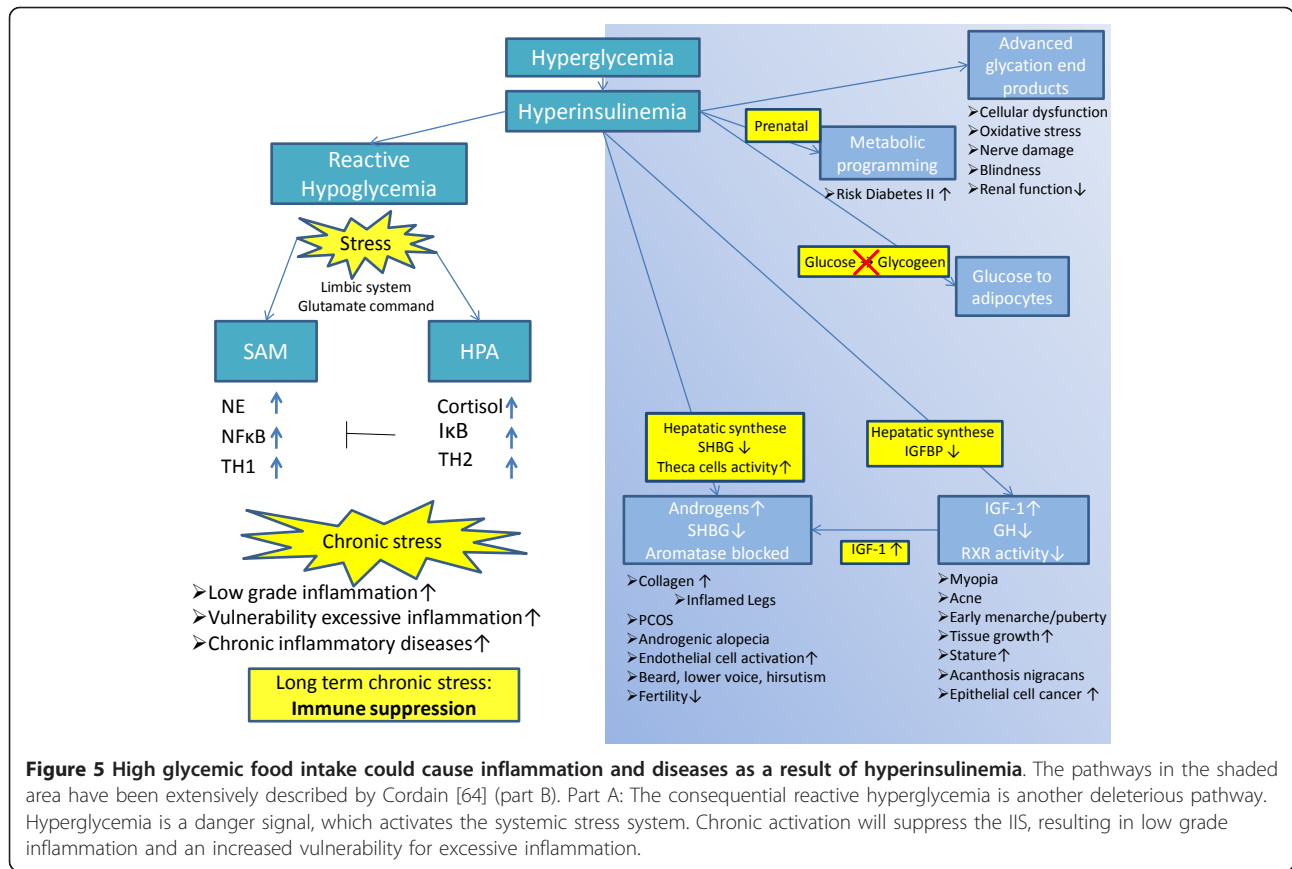 Hyperglycemia
Hyperinsulinemia
Reactive
Hypoglycemia
Stress
Limbic system
Glutamate command
SAM
HPA
NE ↑
NFκB ↑
TH1 ↑
Cortisol ↑
IκB ↑
TH2 ↑
Chronic stress
➢Low grade inflammation↑
➢Vulnerability excessive inflammation↑
➢Chronic inflammatory diseases↑
Long term chronic stress:
Immune suppression
Advanced
glycation end
products
➢Cellular dysfunction
➢Oxidative stress
➢Nerve damage
➢Blindness
➢Renal function↓
Prenatal
Metabolic
programming
➢Risk Diabetes II ↑
Glucose → Glycogeen
Glucose to
adipocytes
Hepatatic synthese
SHBG ↓
Theca cells activity↑
Hepatatic synthese
IGFBP ↓
Androgens↑
SHBG↓
Aromatase blocked
IGF-1 ↑
IGF-1↑
GH↓
RXR activity↓
➢Collagen ↑
➢Inflamed Legs
➢PCOS
➢Androgenic alopecia
➢Endothelial cell activation↑
➢Beard, lower voice, hirsutism
➢Fertility↓
➢Myopia
➢Acne
➢Early menarche/puberty
➢Tissue growth↑
➢Stature↑
➢Acanthosis nigracans
➢Epithelial cell cancer ↑
Figure 5 High glycemic food intake could cause inflammation and diseases as a result of hyperinsulinemia. The pathways in the shaded
area have been extensively described by Cordain [64] (part B). Part A: The consequential reactive hyperglycemia is another deleterious pathway.
Hyperglycemia is a danger signal, which activates the systemic stress system. Chronic activation will suppress the IIS, resulting in low grade
inflammation and an increased vulnerability for excessive inflammation.